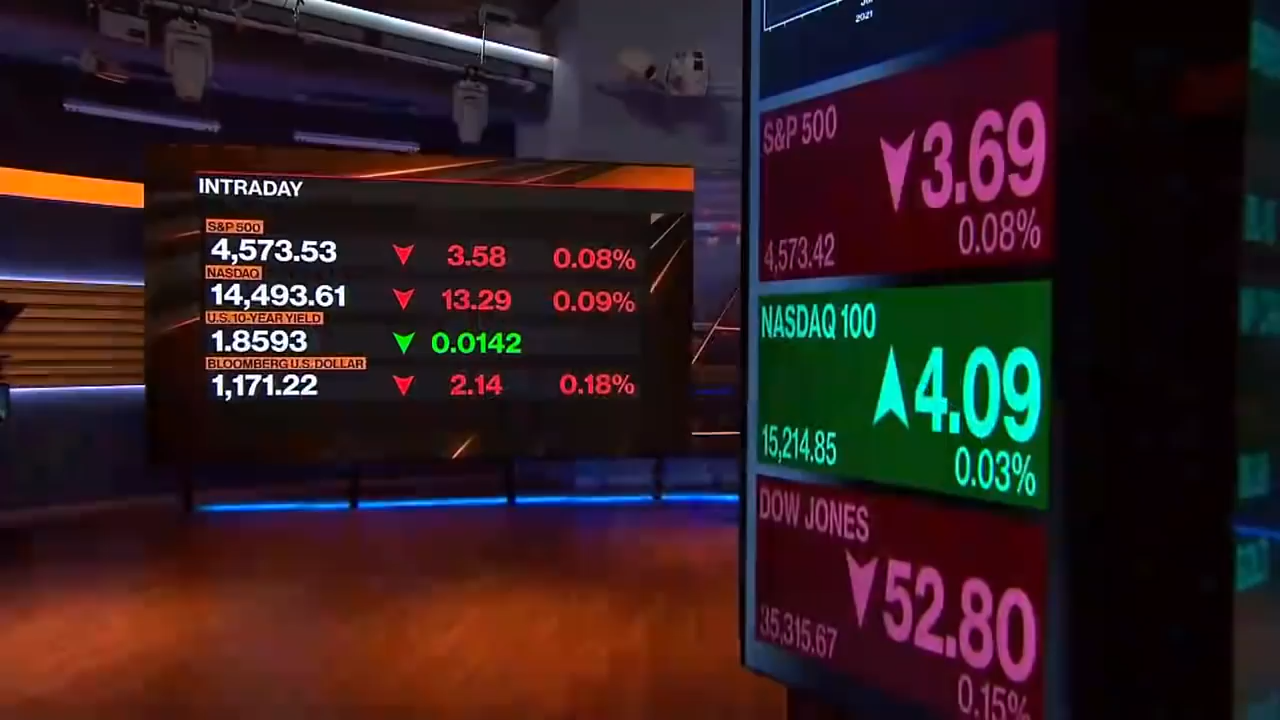 INTRADAY
S&P 500
4,573.53 3.58 0.08%
NASDAQ
14,493.61 13.29 0.09%
U.S. 10-YEAR YIELD
1.8593 0.0142
BLOOMBERG U.S. DOLLAR
1,171.22 2.14 0.18%
2021
S&P 500
3.69
0.08%
4,573.42
NASDAQ 100
4.09
15,214.85
0.03%
DOW JONES
52.80
35,315.67
0.15%